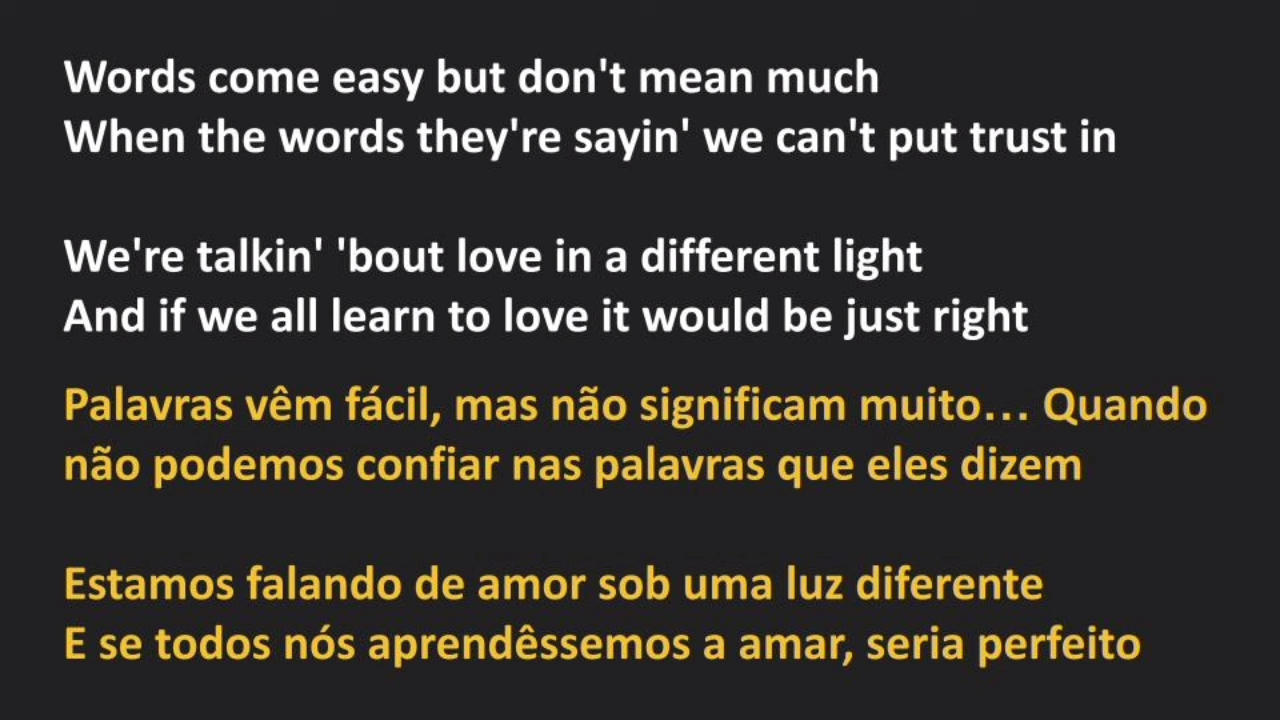 Words come easy but don't mean much
When the words they're sayin' we can't put trust in
We're talkin' 'bout love in a different light
And if we all learn to love it would be just right
Palavras vêm fácil, mas não significam muito… Quando
não podemos confiar nas palavras que eles dizem
Estamos falando de amor sob uma luz diferente
E se todos nós aprendêssemos a amar, seria perfeito